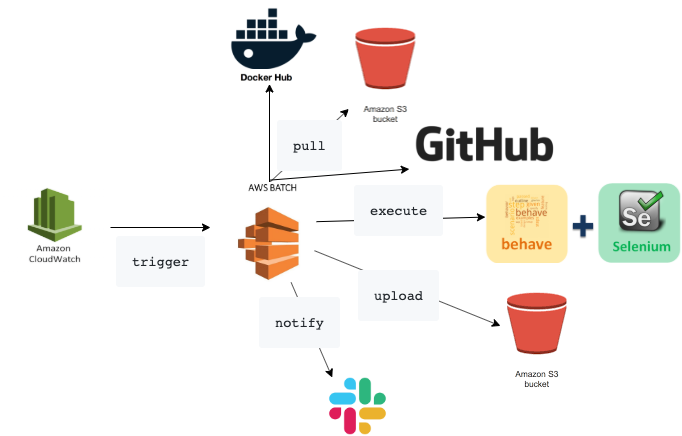 Docker Hub
Amazon S3
bucket
pull
GitHub
AWS BATCH
execute
behave
behave
Se
Selenium
Amazon
CloudWatch
trigger
upload
notify
Amazon S3
bucket